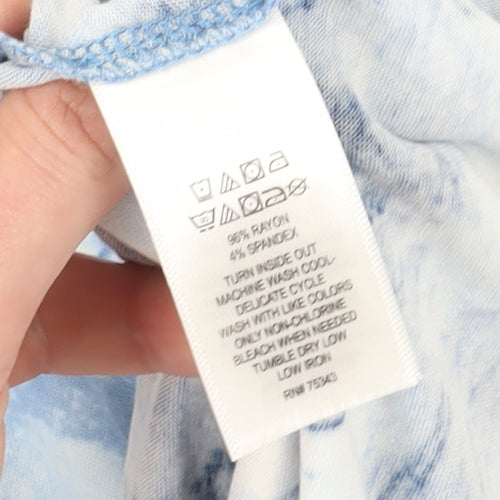 96% RAYON
4% SPANDEX
TURN INSIDE OUT
MACHINE WASH COOL-
DELICATE CYCLE
WASH WITH LIKE COLORS
ONLY NON-CHLORINE
BLEACH WHEN NEEDED
TUMBLE DRY LOW
LOW IRON
RN# 75343